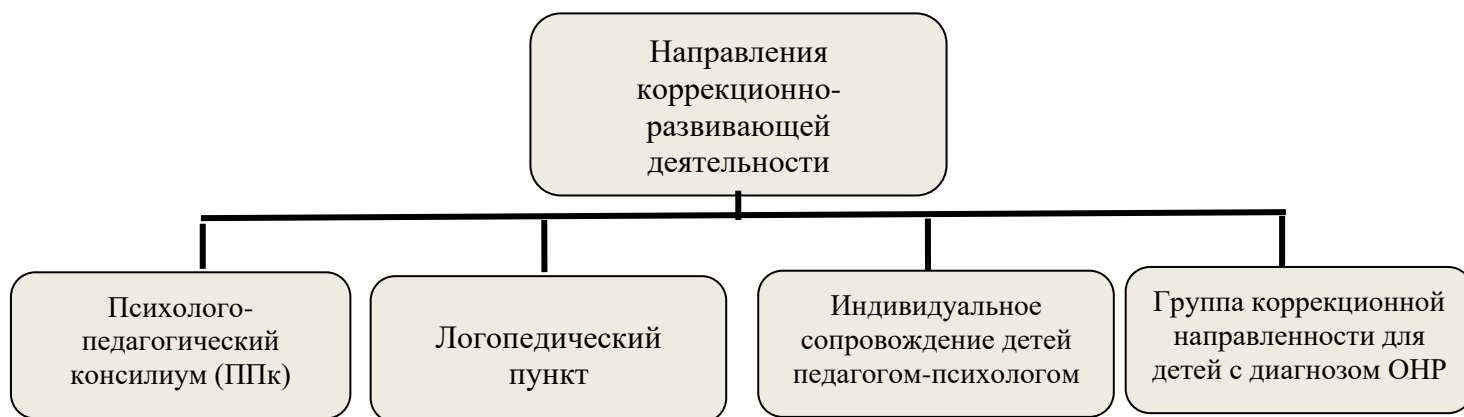 Направления
коррекционно-
развивающей
деятельности
Психолого-
педагогический
консилиум (ППк)
Логопедический
пункт
Индивидуальное
сопровождение детей
педагогом-психологом
Группа коррекционной
направленности для
детей с диагнозом ОНР